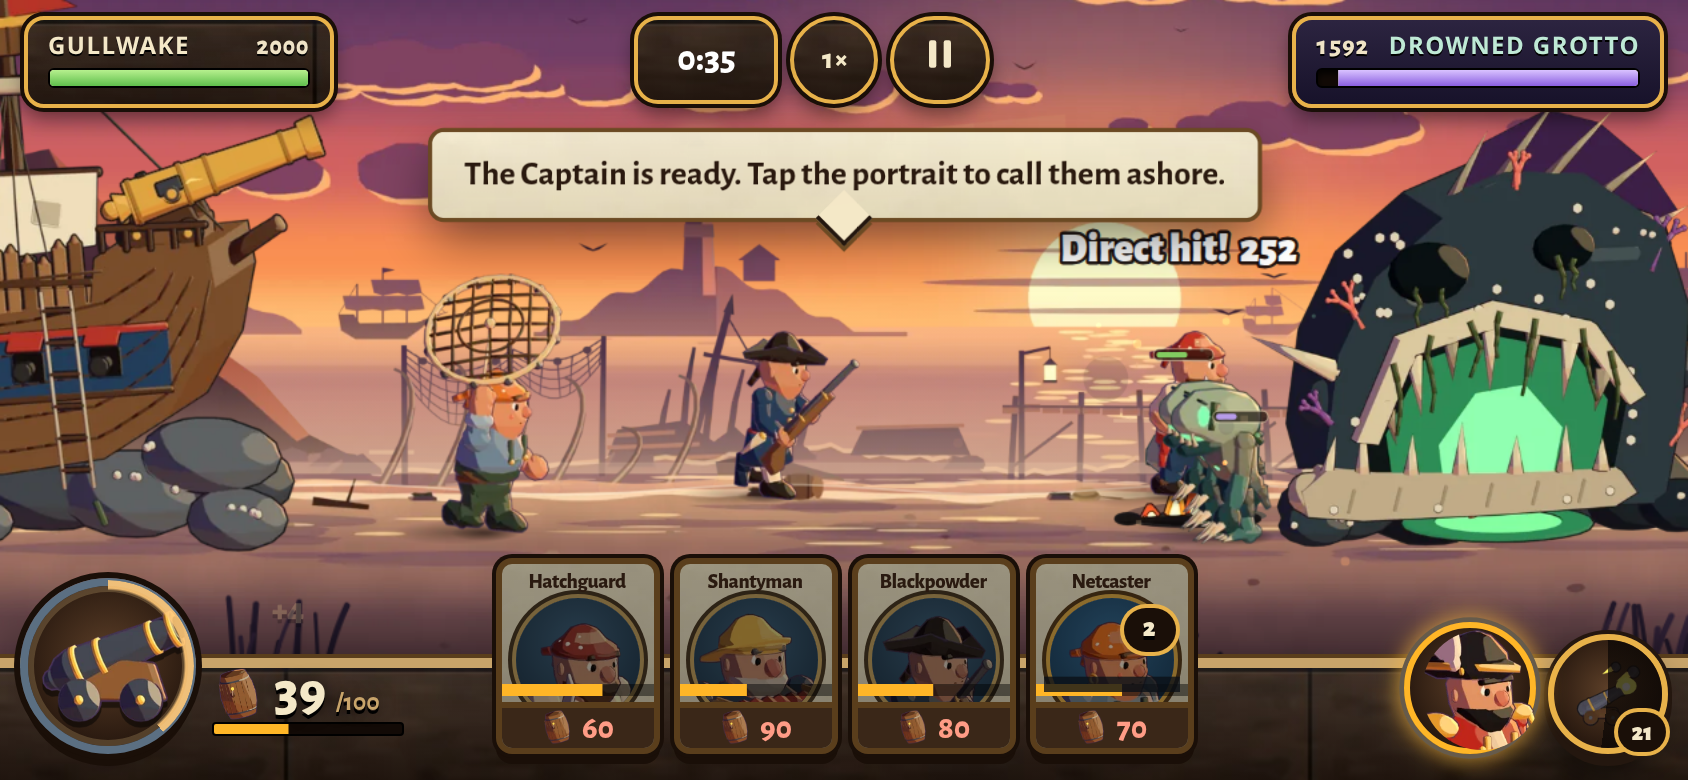 GULLWAKE 2000
0:35
1×
1592 DROWNED GROTTO
The Captain is ready. Tap the portrait to call them ashore.
Direct hit! 252
+4
39 /100
Hatchguard
60
Shantyman
90
Blackpowder
80
Netcaster
2
70
21